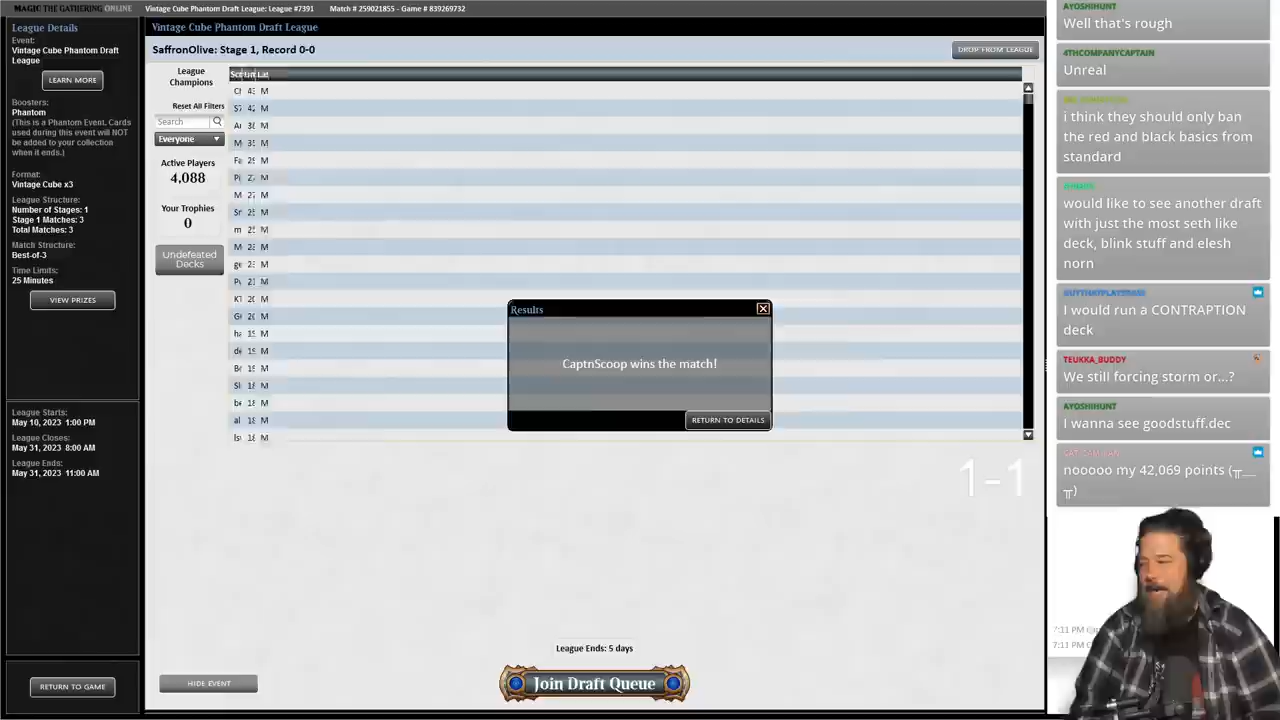 MAGIC THE GATHERING ONLINE
Vintage Cube Phantom Draft League: League #7391
Match # 259021855 - Game # 839269732
League Details
Event:
Vintage Cube Phantom Draft
League
LEARN MORE
Boosters:
Phantom
(This is a Phantom Event. Cards
used during this event will NOT
be added to your collection
when it ends.)
Format:
Vintage Cube x3
League Structure:
Number of Stages: 1
Stage 1 Matches: 3
Total Matches: 3
Match Structure:
Best-of-3
Time Limits:
25 Minutes
VIEW PRIZES
League Starts:
May 10, 2023 1:00 PM
League Closes:
May 31, 2023 8:00 AM
League Ends:
May 31, 2023 11:00 AM
RETURN TO GAME
Vintage Cube Phantom Draft League
SaffronOlive: Stage 1, Record 0-0
DROP FROM LEAGUE
League
Champions
Reset All Filters
Search
Everyone
Active Players
4,088
Your Trophies
0
Undefeated
Decks
Results
CaptnScoop wins the match!
RETURN TO DETAILS
1-1
League Ends: 5 days
HIDE EVENT
Join Draft Queue
AYOSHIHUNT
Well that's rough
4THCOMPANYCAPTAIN
Unreal
i think they should only ban
the red and black basics from
standard
would like to see another draft
with just the most seth like
deck, blink stuff and elesh
norn
I would run a CONTRAPTION
deck
TEUKKA_BUDDY
We still forcing storm or...?
AYOSHIHUNT
I wanna see goodstuff.dec
nooooo my 42,069 points (╥__
╥)
7:11 PM
7:11 PM